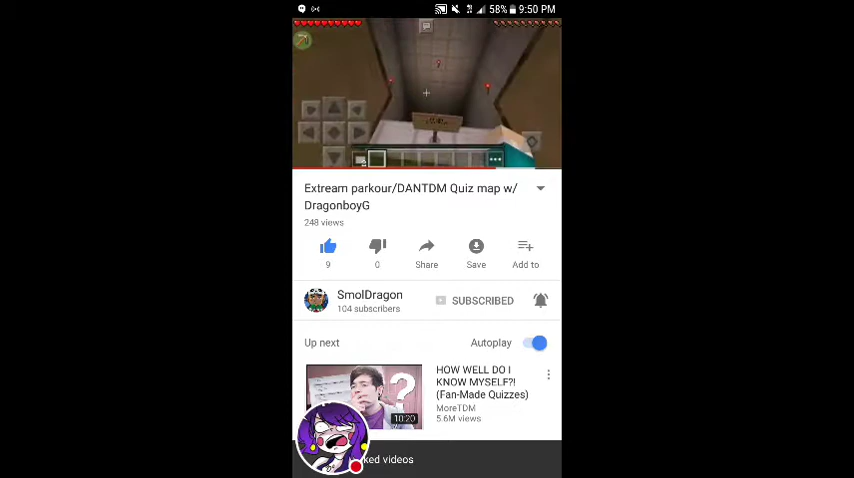 58% 9:50 PM
Extream parkour/DANTDM Quiz map w/
DragonboyG
248 views
9
0
Share
Save
Add to
SmolDragon
104 subscribers
SUBSCRIBED
Up next
Autoplay
HOW WELL DO I
KNOW MYSELF?!
(Fan-Made Quizzes)
MoreTDM
5.6M views
10:20
ked videos